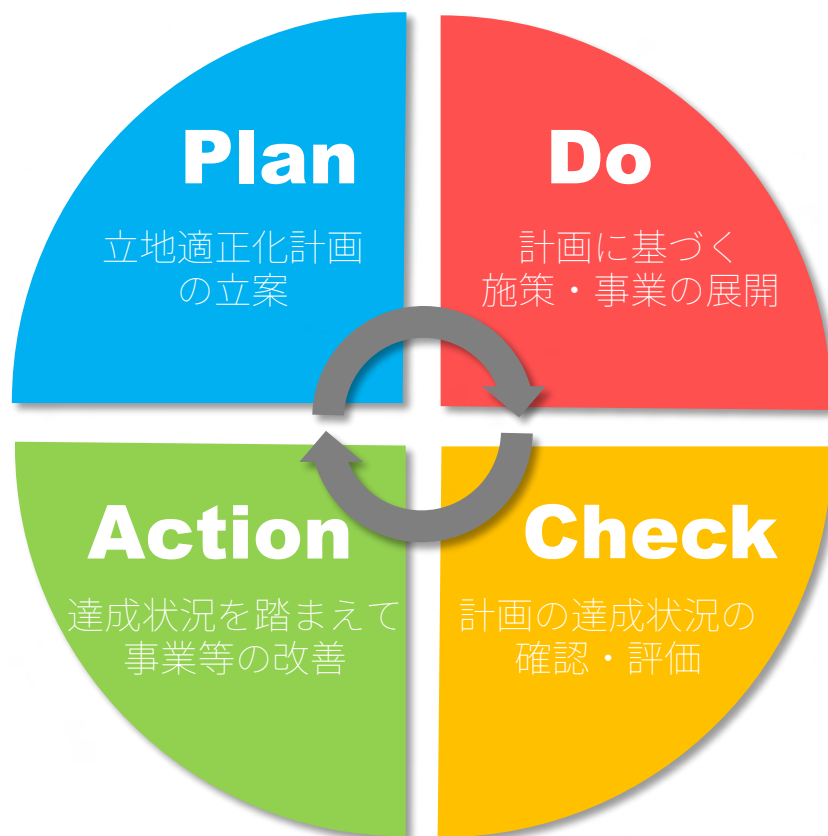 Plan
立地適正化計画
の立案
Do
計画に基づく
施策・事業の展開
Action
達成状況を踏まえて
事業等の改善
Check
計画の達成状況の
確認・評価